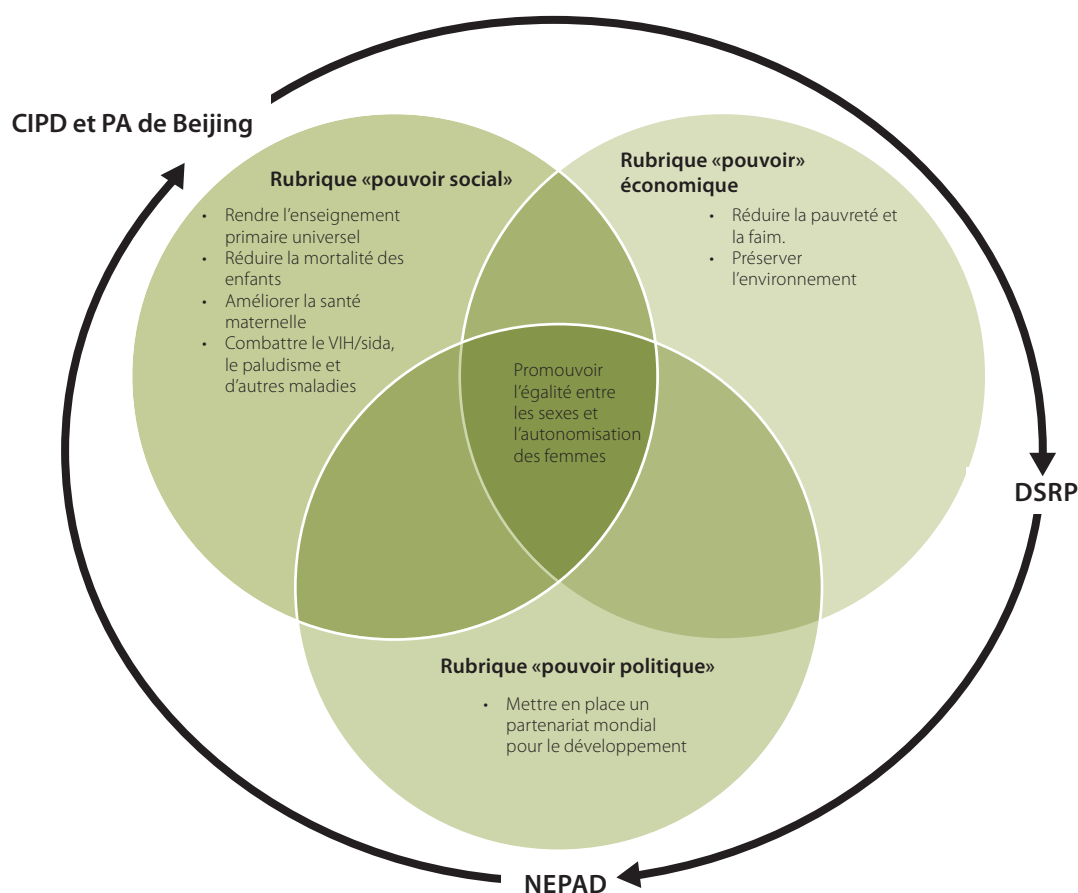 CIPD et PA de Beijing
Rubrique «pouvoir social»
• Rendre l’enseignement
primaire universel
• Réduire la mortalité des
enfants
• Améliorer la santé
maternelle
• Combattre le VIH/sida,
le paludisme et
d’autres maladies
Rubrique «pouvoir»
économique
• Réduire la pauvreté et
la faim.
• Préserver
l’environnement
Promouvoir
l’égalité entre
les sexes et
l’autonomisation
des femmes
DSRP
Rubrique «pouvoir politique»
• Mettre en place un
partenariat mondial
pour le développement
NEPAD